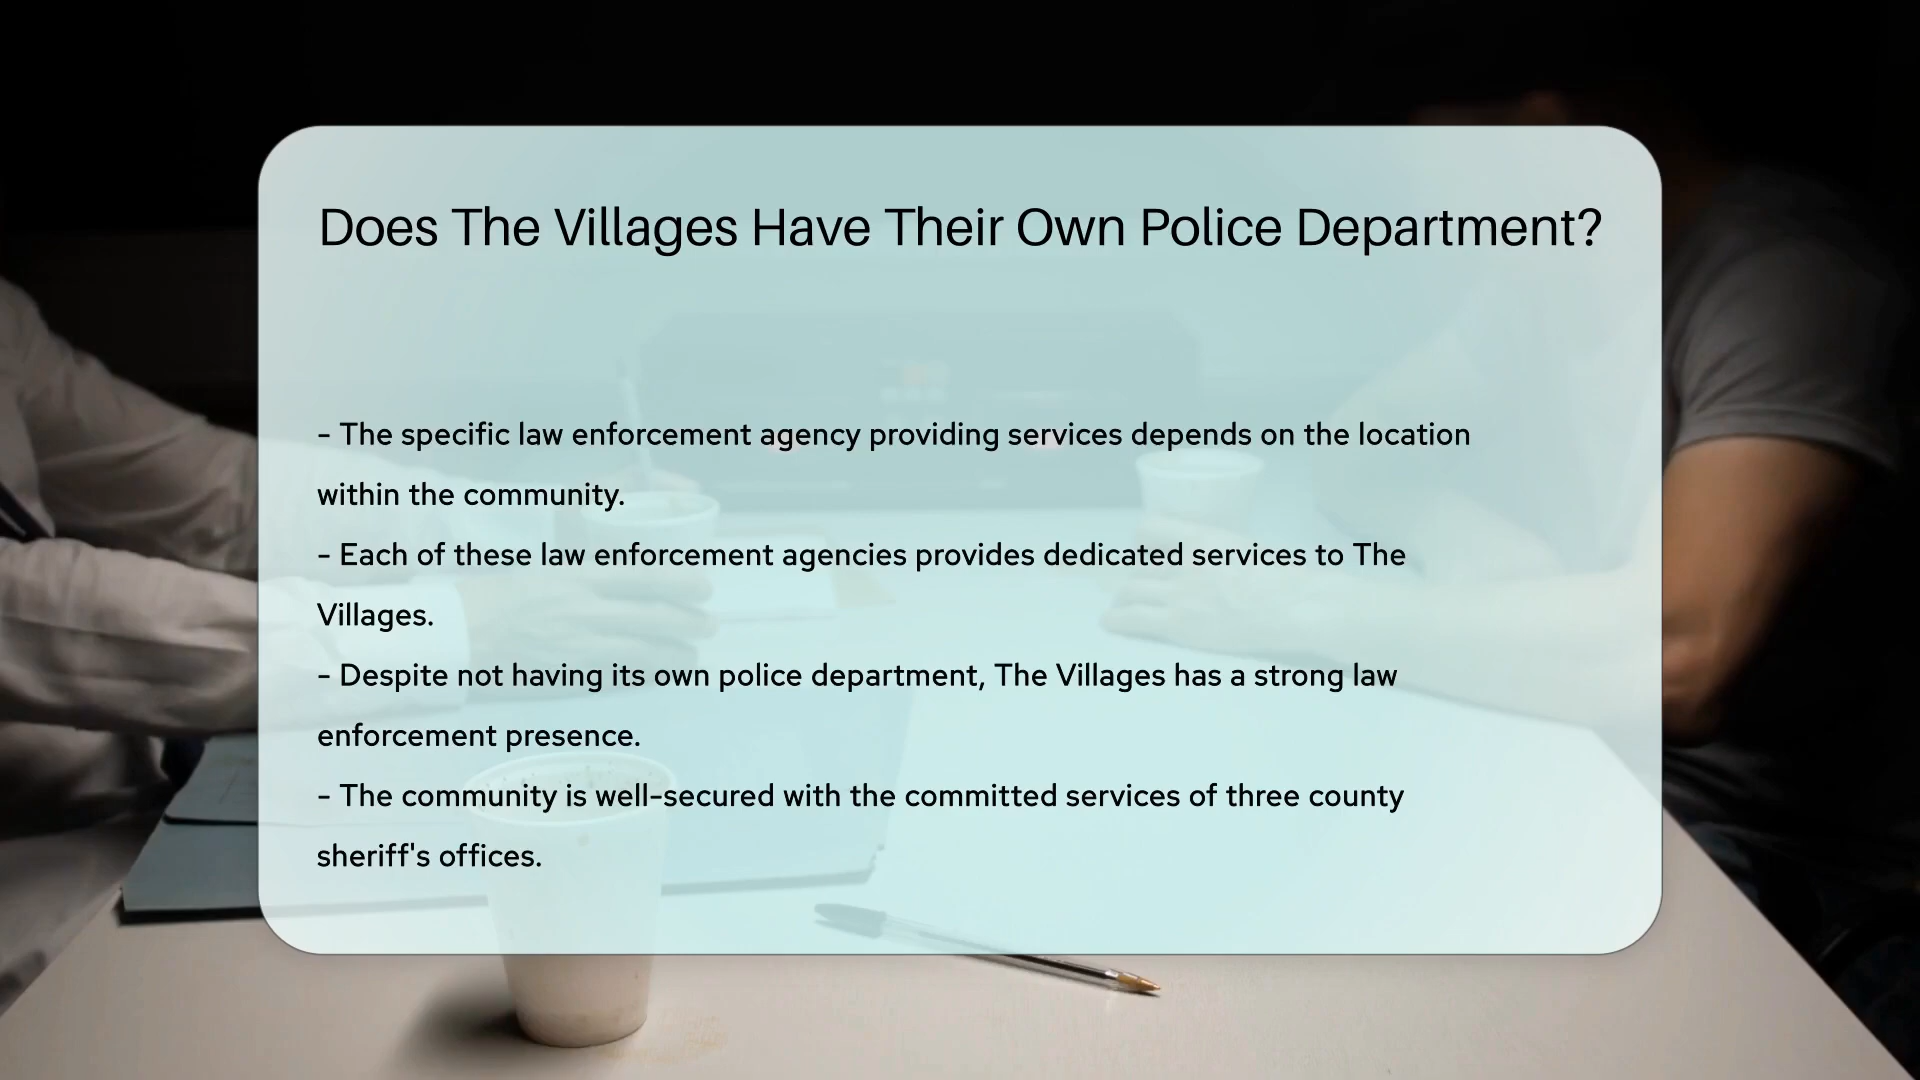 Does The Villages Have Their Own Police Department?
- The specific law enforcement agency providing services depends on the location
within the community.
- Each of these law enforcement agencies provides dedicated services to The
Villages.
- Despite not having its own police department, The Villages has a strong law
enforcement presence.
- The community is well-secured with the committed services of three county
sheriff's offices.